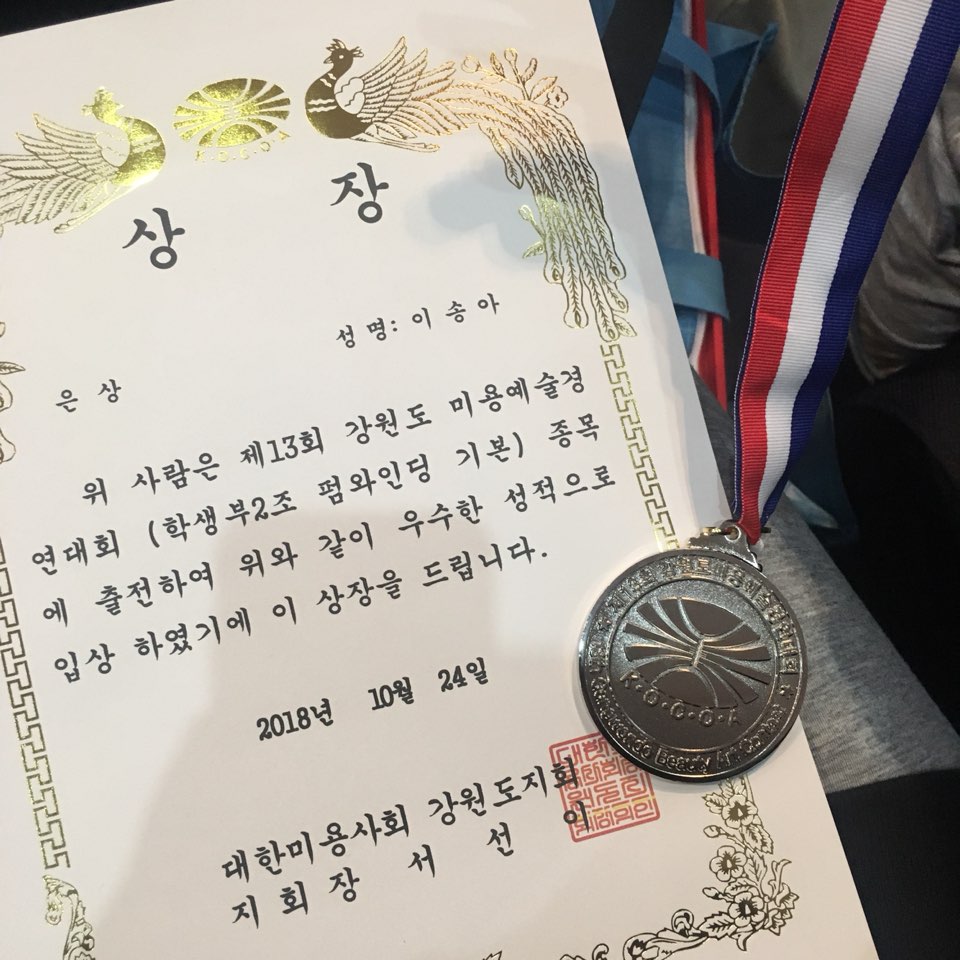 K.O.G.O.A
상 장
성 명: 이 송 아
은 상
위 사람은 제13회 강원도 미용예술경
연대회 (학생부2조 펌와인딩 기본) 종목
에 출전하여 위와 같이 우수한 성적으로
입상 하였기에 이 상장을 드립니다.
2018년 10월 24일
대한미용사회 강원도지회
지 회 장 서 선 이
K·O·G·O·A
Beauty Art